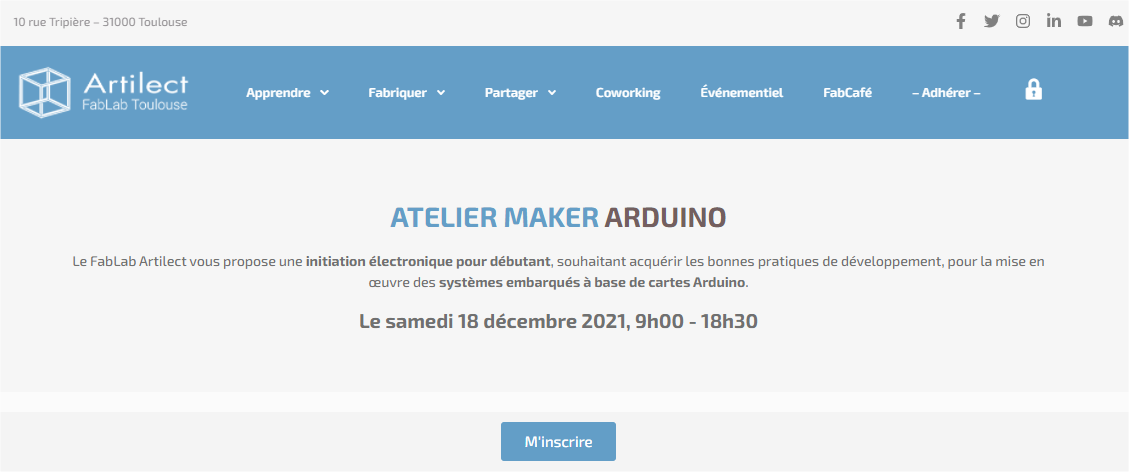 10 rue Tripière – 31000 Toulouse
Artilect
FabLab Toulouse
Apprendre Fabriquer Partager Coworking Événementiel FabCafé – Adhérer –
ATELIER MAKER ARDUINO
Le FabLab Artilect vous propose une initiation électronique pour débutant, souhaitant acquérir les bonnes pratiques de développement, pour la mise en
œuvre des systèmes embarqués à base de cartes Arduino.
Le samedi 18 décembre 2021, 9h00 - 18h30
M'inscrire